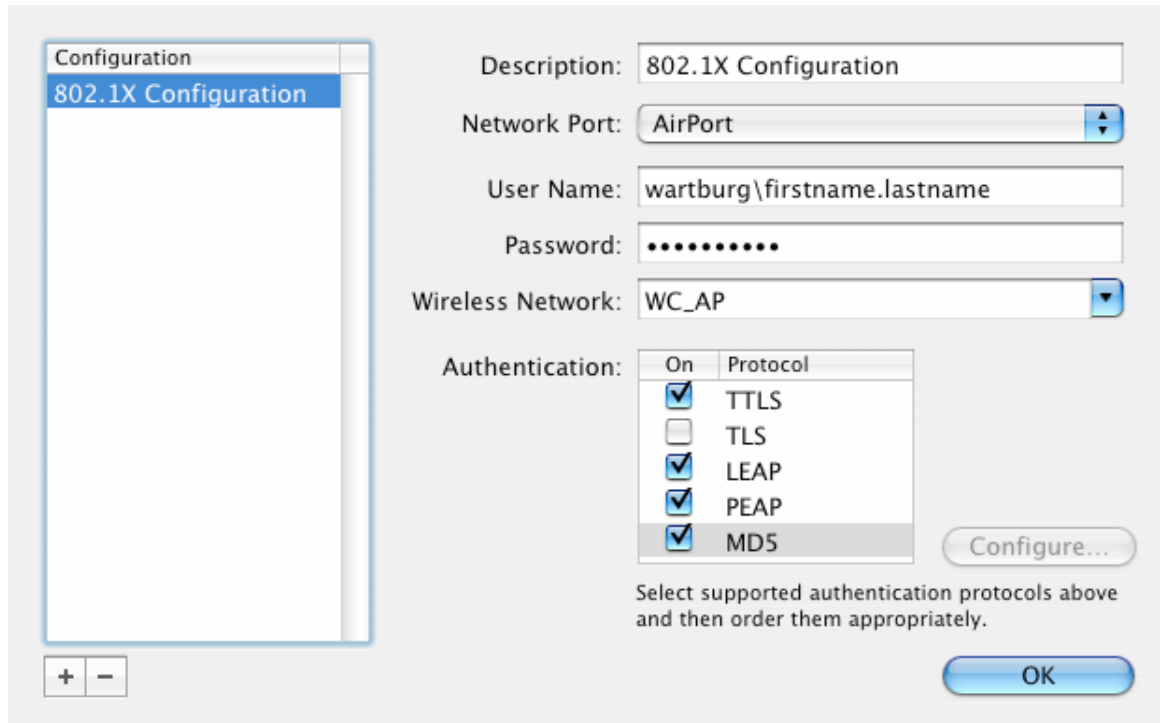 Configuration
802.1X Configuration
Description: 802.1X Configuration
Network Port: AirPort
User Name: wartburg\firstname.lastname
Password: ••••••••••
Wireless Network: WC_AP
Authentication:
On Protocol
TTLS
TLS
LEAP
PEAP
MD5
Configure...
Select supported authentication protocols above
and then order them appropriately.
+ −
OK